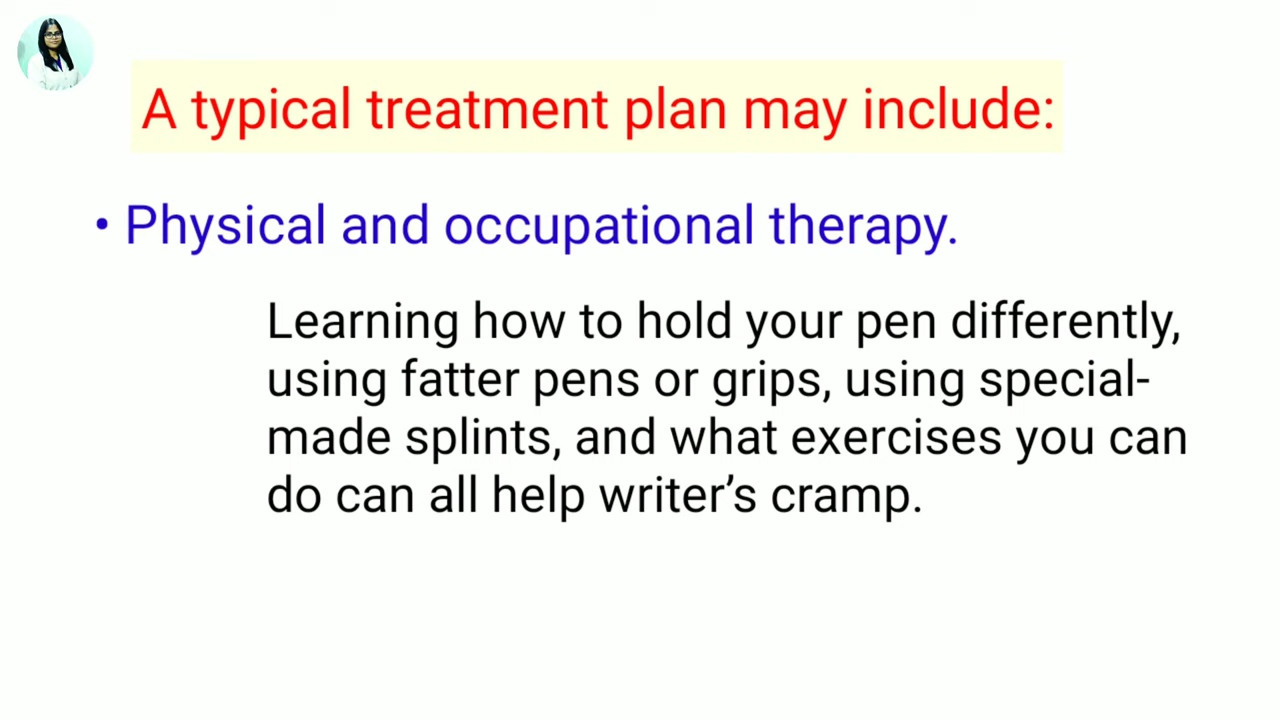 A typical treatment plan may include:
• Physical and occupational therapy.
Learning how to hold your pen differently,
using fatter pens or grips, using special-
made splints, and what exercises you can
do can all help writer’s cramp.